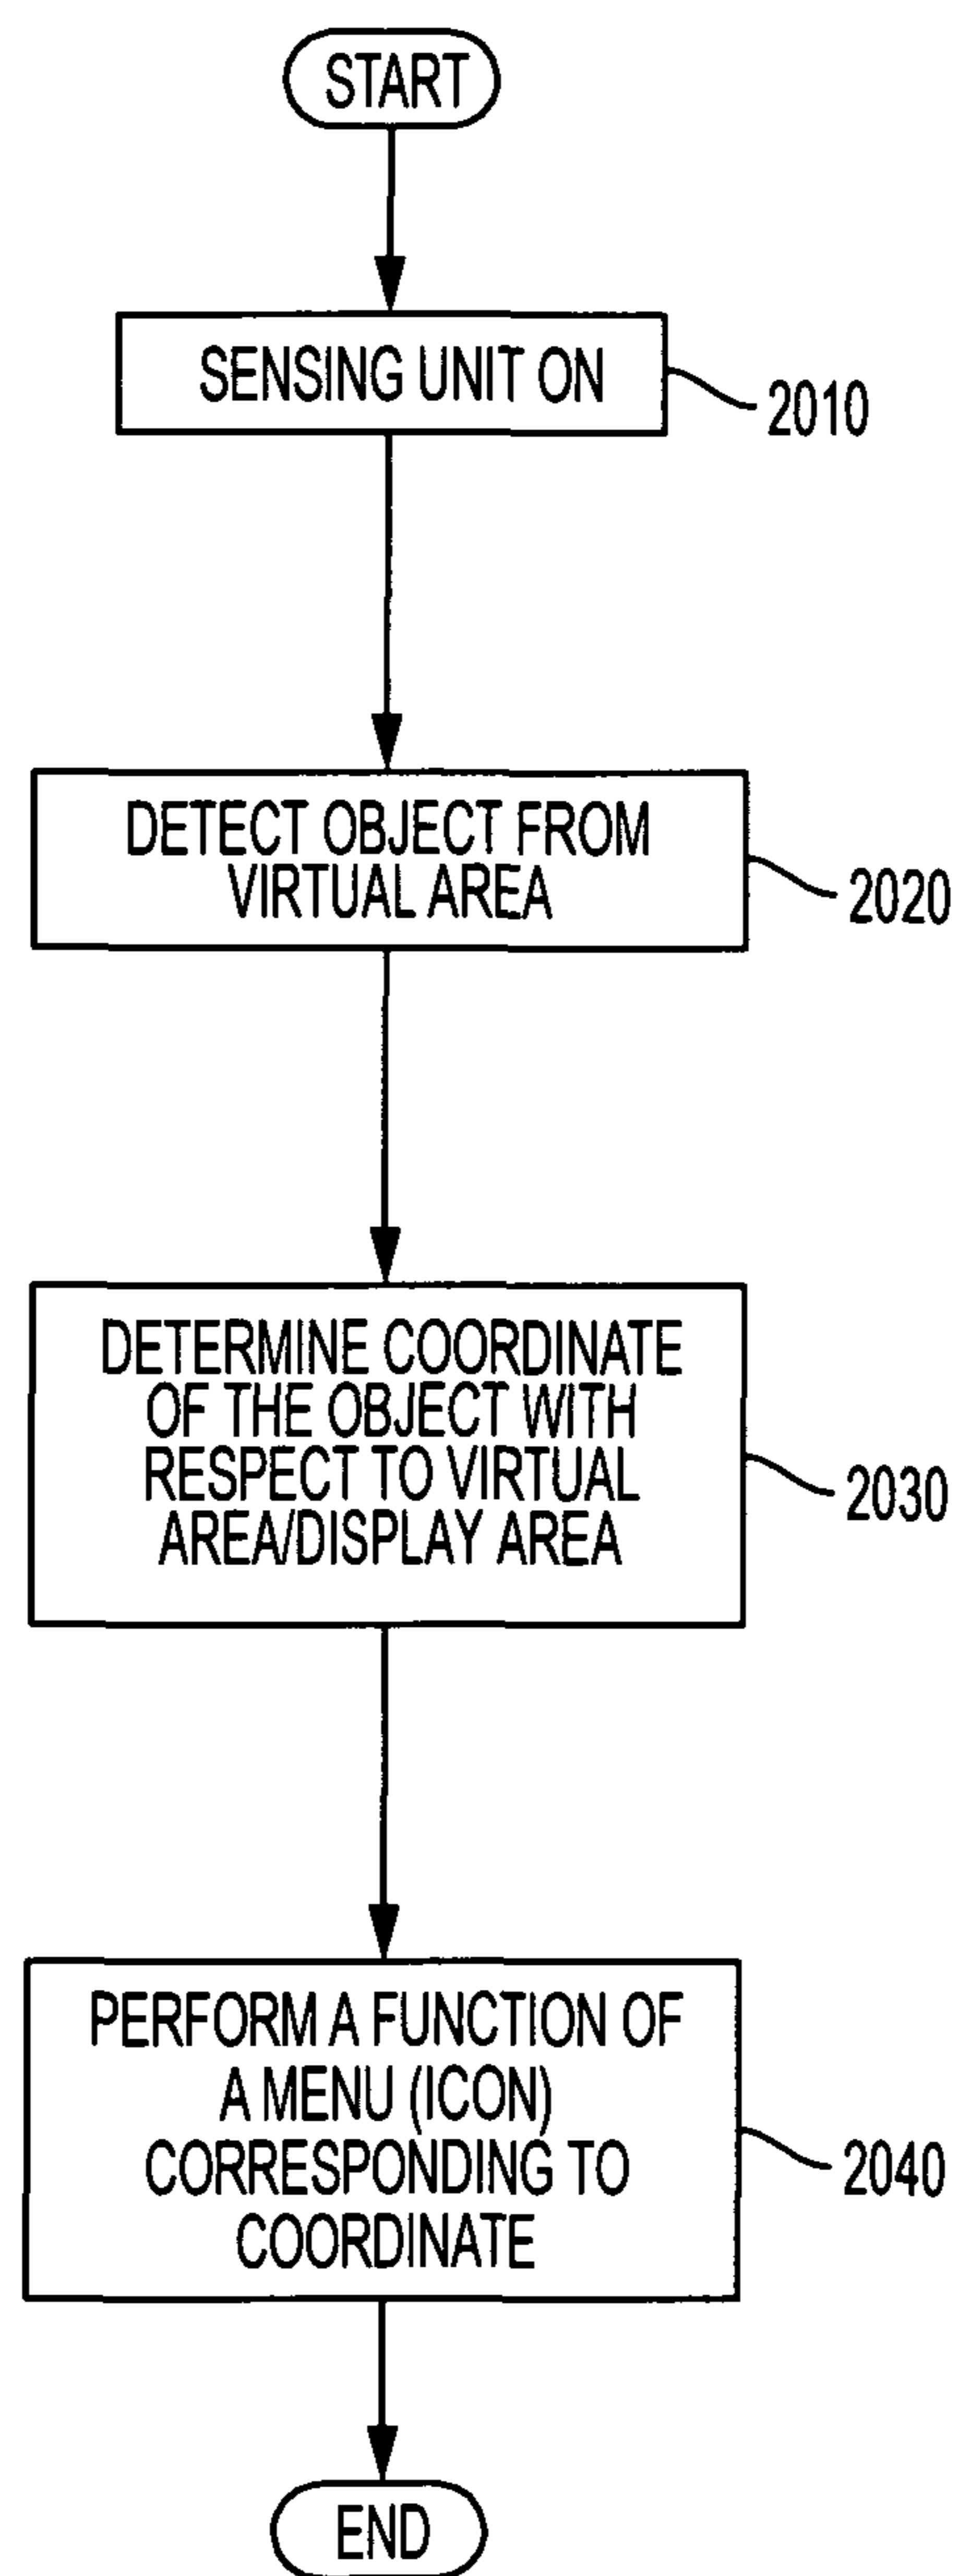 START
SENSING UNIT ON
2010
DETECT OBJECT FROM
VIRTUAL AREA
2020
DETERMINE COORDINATE
OF THE OBJECT WITH
RESPECT TO VIRTUAL
AREA/DISPLAY AREA
2030
PERFORM A FUNCTION OF
A MENU (ICON)
CORRESPONDING TO
COORDINATE
2040
END